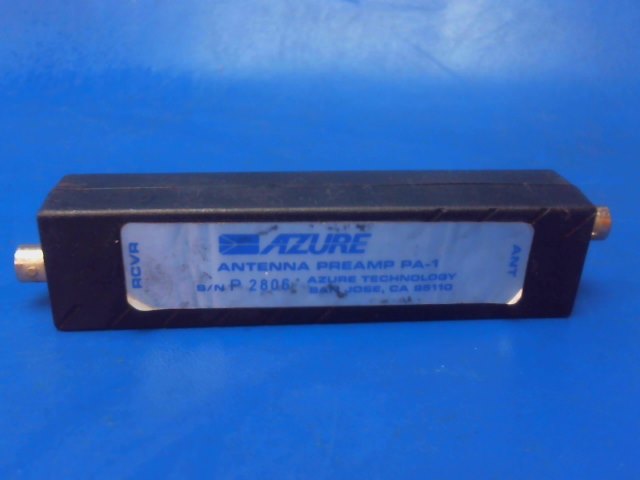 RCVR
AZURE
ANTENNA PREAMP PA-1
S/N P 2806 AZURE TECHNOLOGY
SAN JOSE, CA 95110
ANT